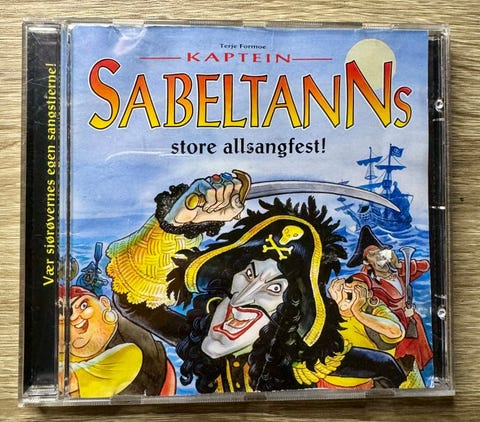 Terje Formoe
KAPTEIN
SABELTANNs
store allsangfest!
Vær sjørøvernes egen sangstjerne!